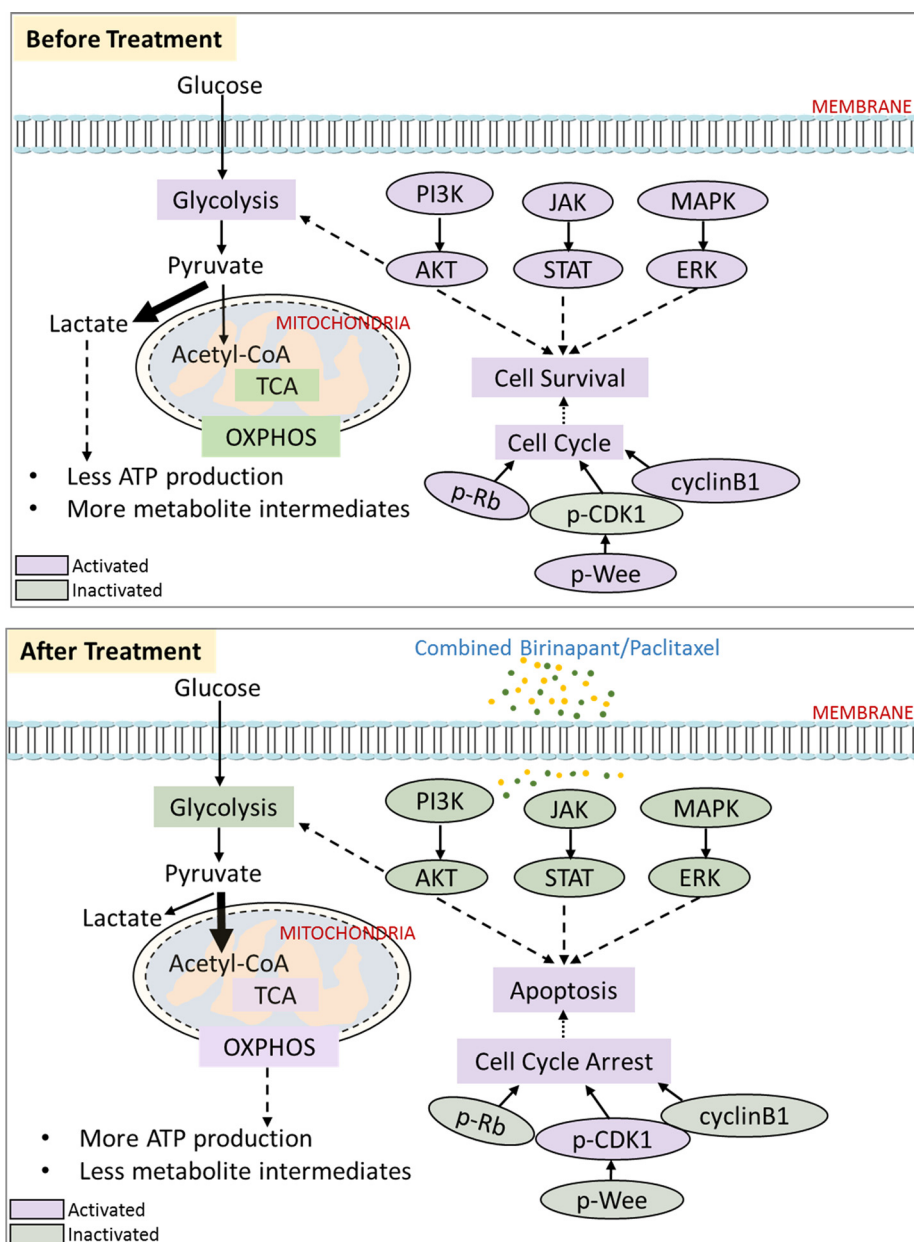 Before Treatment
Glucose
MEMBRANE
Glycolysis
PI3K
JAK
MAPK
Pyruvate
AKT
STAT
ERK
Lactate
MITOCHONDRIA
Acetyl-CoA
TCA
Cell Survival
OXPHOS
Cell Cycle
• Less ATP production
• More metabolite intermediates
p-Rb
cyclinB1
p-CDK1
p-Wee
Activated
Inactivated
After Treatment
Combined Birinapant/Paclitaxel
Glucose
MEMBRANE
Glycolysis
PI3K
JAK
MAPK
Pyruvate
AKT
STAT
ERK
Lactate
MITOCHONDRIA
Acetyl-CoA
TCA
Apoptosis
OXPHOS
Cell Cycle Arrest
p-Rb
cyclinB1
p-CDK1
• More ATP production
• Less metabolite intermediates
p-Wee
Activated
Inactivated